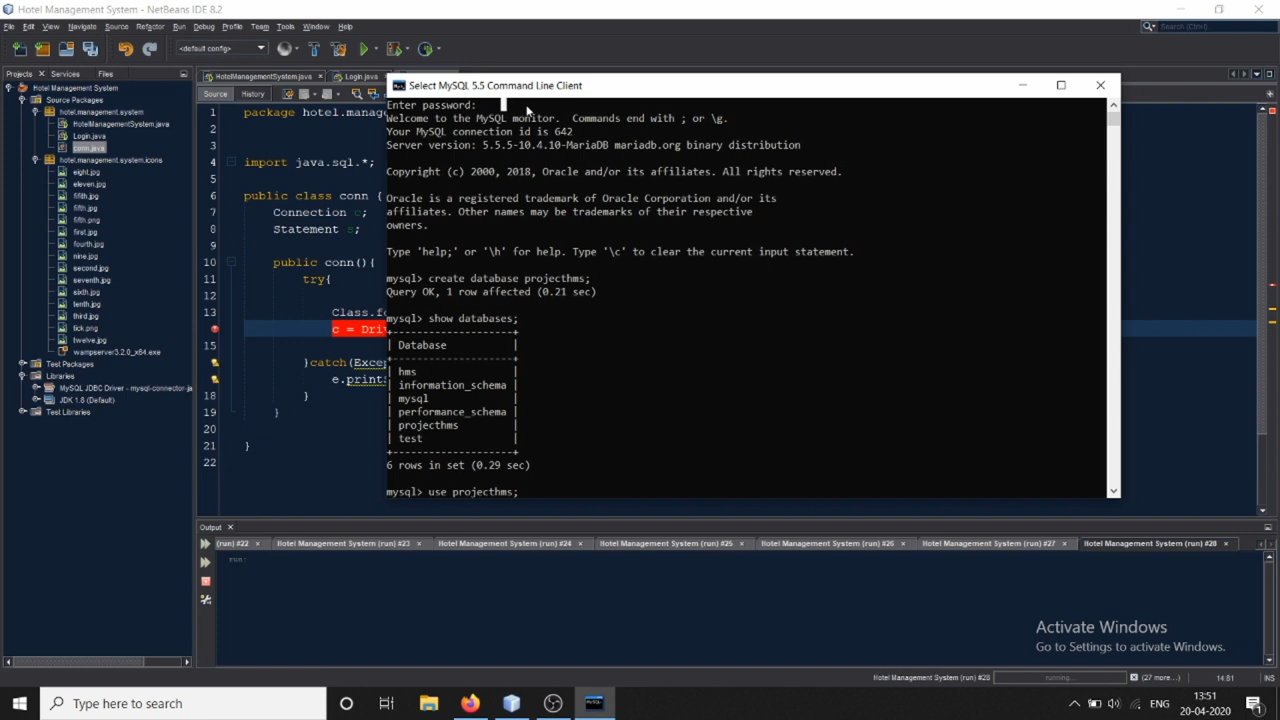 Hotel Management System - NetBeans IDE 8.2
File Edit View Navigate Source Refactor Run Debug Profile Team Tools Window Help
Search (Ctrl+I)
<default config>
Projects Services Files
HotelManagementSystem.java Login.java
Source History
Hotel Management System
Source Packages
hotel.management.system
HotelManagementSystem.java
Login.java
conn.java
hotel.management.system.icons
eight.jpg
eleven.jpg
fifth.jpg
fifth.png
first.jpg
fourth.jpg
nine.jpg
second.jpg
seventh.jpg
sixth.jpg
tenth.jpg
third.jpg
tick.png
twelve.jpg
wampserver3.2.0_x64.exe
Test Packages
Libraries
MySQL JDBC Driver - mysql-connector-ja
JDK 1.8 (Default)
Test Libraries
1 package hotel.manag
2
3
4 import java.sql.*;
5
6 public class conn {
7 Connection c;
8 Statement s;
9
10 public conn(){
11 try{
12
13 Class.fo
c = Driv
15
}catch(Excep
e.prints
18 }
19 }
20
21 }
22
Select MySQL 5.5 Command Line Client
Enter password:
Welcome to the MySQL monitor. Commands end with ; or \g.
Your MySQL connection id is 642
Server version: 5.5.5-10.4.10-MariaDB mariadb.org binary distribution
Copyright (c) 2000, 2018, Oracle and/or its affiliates. All rights reserved.
Oracle is a registered trademark of Oracle Corporation and/or its
affiliates. Other names may be trademarks of their respective
owners.
Type 'help;' or '\h' for help. Type '\c' to clear the current input statement.
mysql> create database projecthms;
Query OK, 1 row affected (0.21 sec)
mysql> show databases;
+--------------------+
| Database |
+--------------------+
| hms |
| information_schema |
| mysql |
| performance_schema |
| projecthms |
| test |
+--------------------+
6 rows in set (0.29 sec)
mysql> use projecthms;
Output
(run) #22 Hotel Management System (run) #23 Hotel Management System (run) #24 Hotel Management System (run) #25 Hotel Management System (run) #26 Hotel Management System (run) #27 Hotel Management System (run) #28
run:
Activate Windows
Go to Settings to activate Windows.
Hotel Management System (run) #28 running... (27 more...) 14:81 INS
Type here to search
ENG
13:51
20-04-2020
1